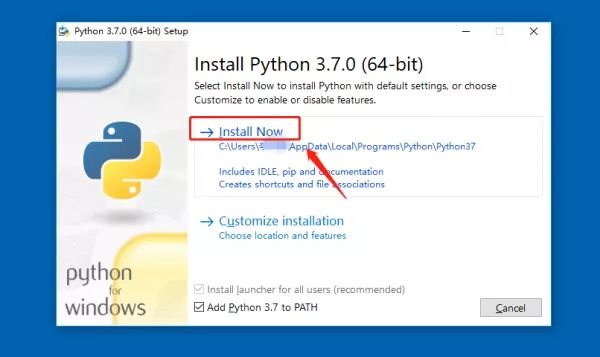 Python 3.7.0 (64-bit) Setup
Install Python 3.7.0 (64-bit)
Select Install Now to install Python with default settings, or choose
Customize to enable or disable features.
Install Now
C:\Users\ AppData\Local\Programs\Python\Python37
Includes IDLE, pip and documentation
Creates shortcuts and file associations
Customize installation
Choose location and features
python
for
windows
Install launcher for all users (recommended)
Add Python 3.7 to PATH
Cancel